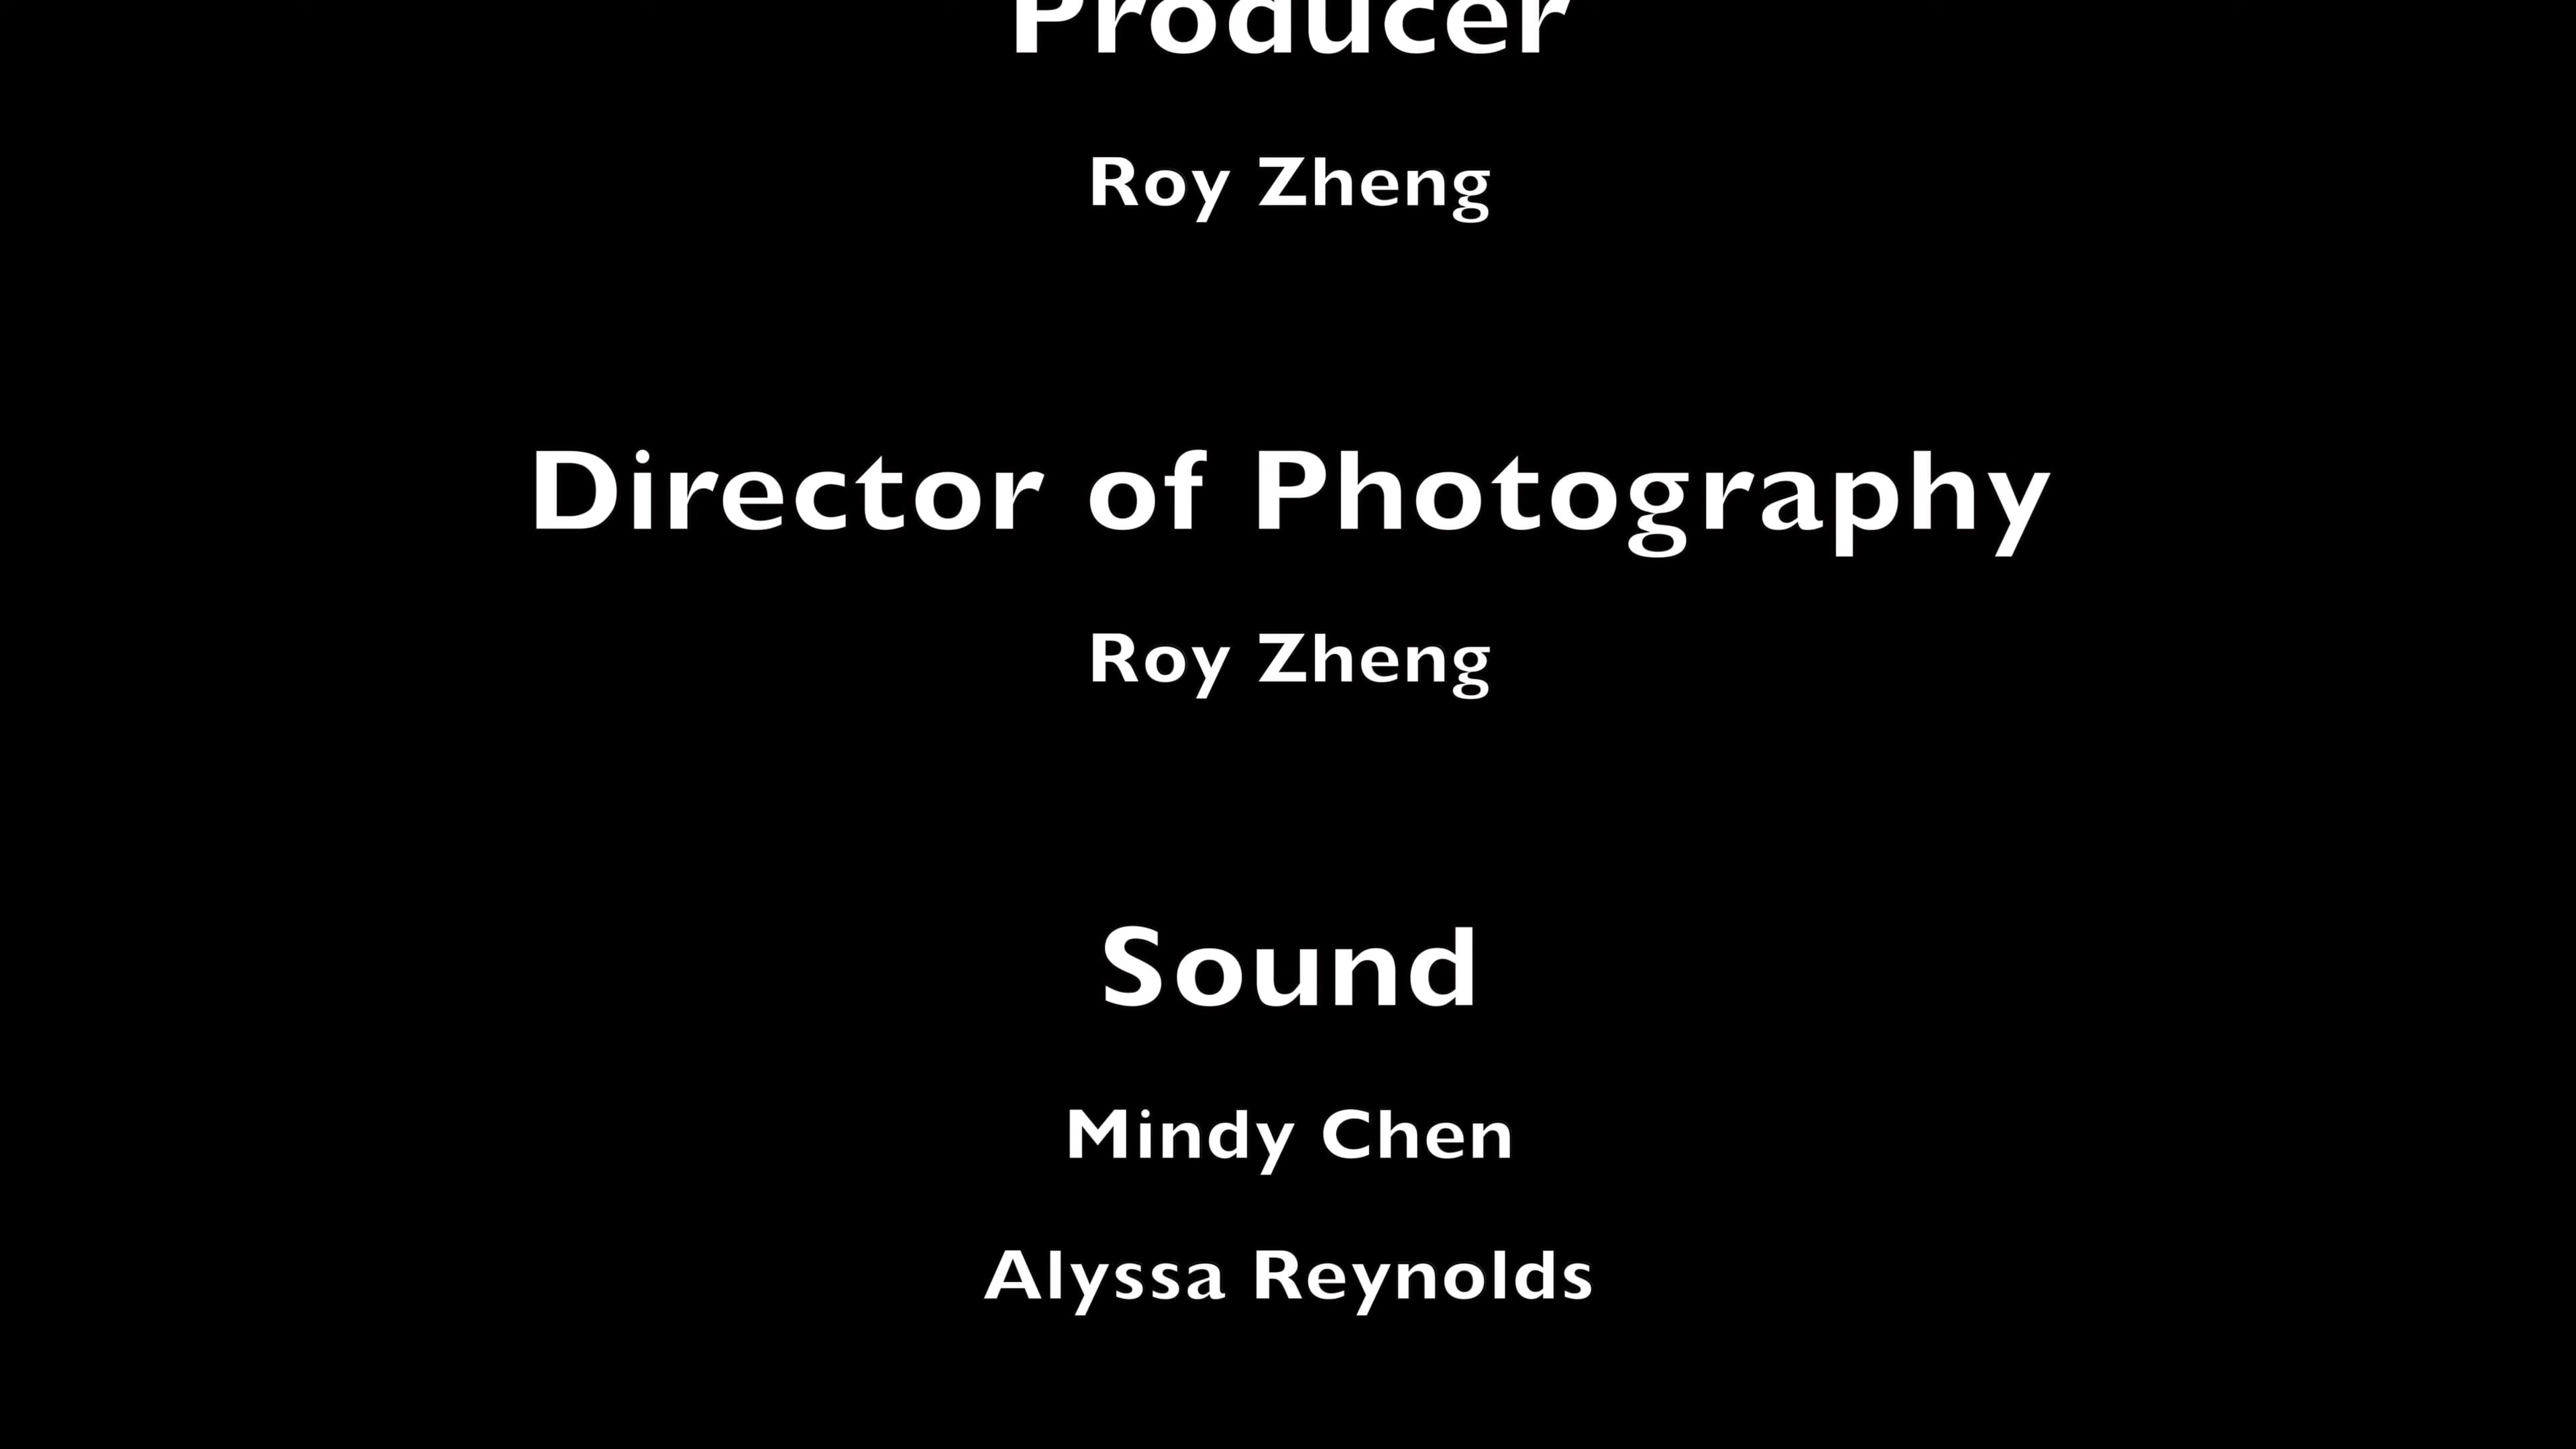 Producer
Roy Zheng
Director of Photography
Roy Zheng
Sound
Mindy Chen
Alyssa Reynolds